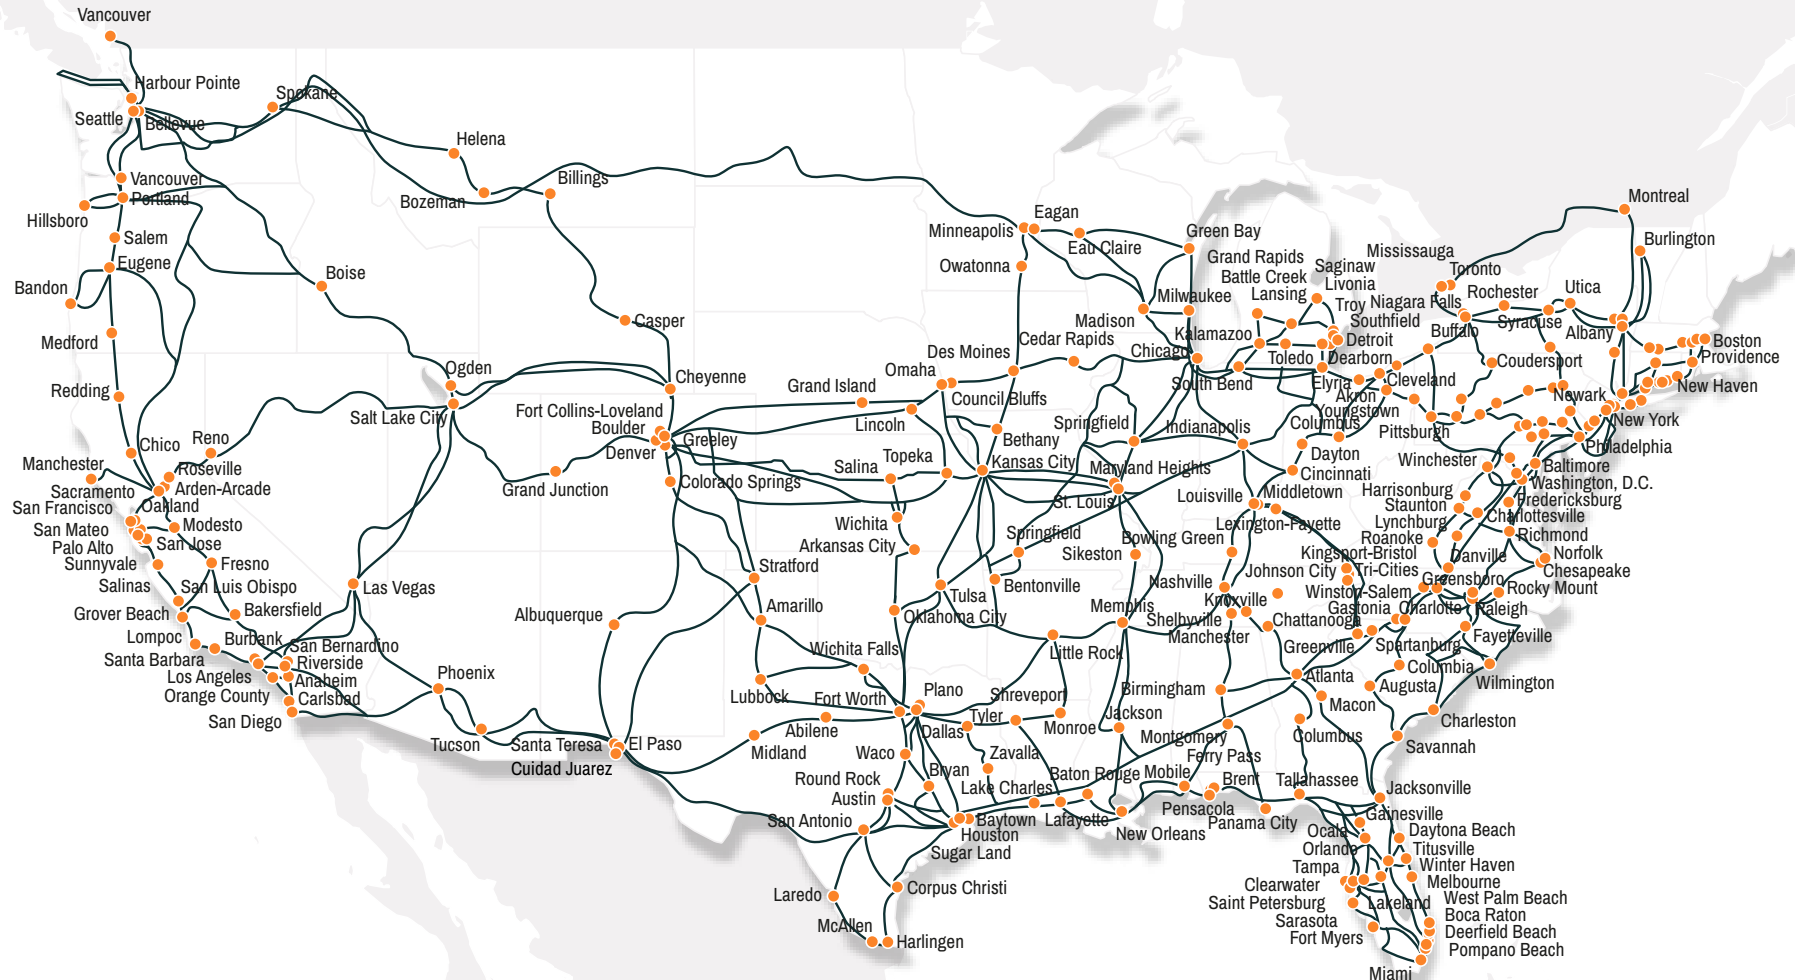 Vancouver
Harbour Pointe
Seattle
Bellevue
Spokane
Helena
Vancouver
Portland
Hillsboro
Bozeman
Billings
Salem
Eugene
Boise
Bandon
Medford
Casper
Redding
Ogden
Cheyenne
Salt Lake City
Fort Collins-Loveland
Boulder
Greeley
Denver
Chico
Reno
Manchester
Roseville
Sacramento
Arden-Arcade
San Francisco
Oakland
San Mateo
Modesto
Palo Alto
San Jose
Sunnyvale
Fresno
Salinas
San Luis Obispo
Grover Beach
Bakersfield
Lompoc
Burbank
San Bernardino
Santa Barbara
Riverside
Los Angeles
Anaheim
Orange County
Carlsbad
San Diego
Las Vegas
Grand Junction
Colorado Springs
Phoenix
Tucson
Albuquerque
Santa Teresa
El Paso
Cuidad Juarez
Stratford
Amarillo
Lubbock
Midland
Abilene
Wichita Falls
Fort Worth
Plano
Dallas
Tyler
Waco
Bryan
Zavalla
Round Rock
Austin
San Antonio
Lake Charles
Baytown
Houston
Sugar Land
Lafayette
Laredo
Corpus Christi
McAllen
Harlingen
Minneapolis
Eagan
Eau Claire
Green Bay
Owatonna
Milwaukee
Madison
Cedar Rapids
Des Moines
Chicago
Omaha
Grand Island
Council Bluffs
Lincoln
Bethany
Salina
Topeka
Kansas City
Wichita
Arkansas City
Springfield
Maryland Heights
St. Louis
Springfield
Sikeston
Bentonville
Tulsa
Oklahoma City
Memphis
Little Rock
Shreveport
Monroe
Jackson
Baton Rouge
New Orleans
Grand Rapids
Battle Creek
Lansing
Saginaw
Livonia
Troy
Southfield
Detroit
Kalamazoo
Toledo
Dearborn
South Bend
Elyria
Cleveland
Akron
Youngstown
Indianapolis
Columbus
Pittsburgh
Dayton
Cincinnati
Louisville
Middletown
Lexington-Fayette
Bowling Green
Nashville
Knoxville
Shelbyville
Manchester
Chattanooga
Kingsport-Bristol
Johnson City
Tri-Cities
Winston-Salem
Greensboro
Gastonia
Charlotte
Raleigh
Greenville
Spartanburg
Fayetteville
Columbia
Birmingham
Atlanta
Augusta
Wilmington
Macon
Charleston
Montgomery
Columbus
Savannah
Ferry Pass
Mobile
Brent
Pensacola
Panama City
Tallahassee
Jacksonville
Gainesville
Ocala
Daytona Beach
Orlando
Titusville
Tampa
Winter Haven
Clearwater
Melbourne
Saint Petersburg
Lakeland
West Palm Beach
Sarasota
Boca Raton
Fort Myers
Deerfield Beach
Pompano Beach
Miami
Montreal
Burlington
Mississauga
Toronto
Niagara Falls
Rochester
Utica
Buffalo
Syracuse
Albany
Boston
Providence
Coudersport
New Haven
Newark
New York
Philadelphia
Winchester
Baltimore
Washington, D.C.
Harrisonburg
Fredericksburg
Staunton
Charlottesville
Lynchburg
Richmond
Roanoke
Norfolk
Danville
Chesapeake
Rocky Mount